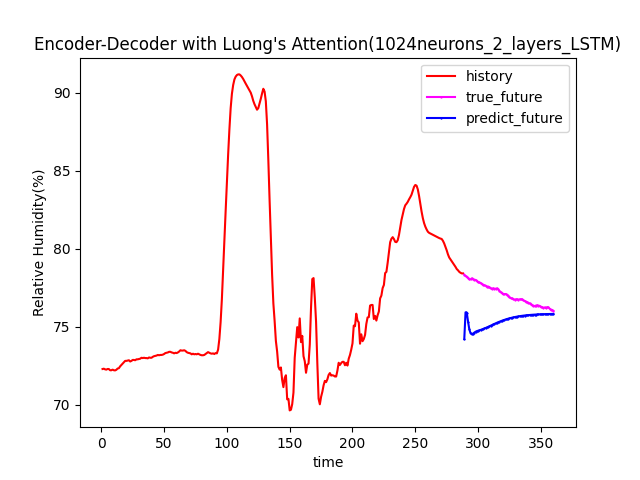 Encoder-Decoder with Luong's Attention(1024neurons_2_layers_LSTM)
history
true_future
predict_future
Relative Humidity(%)
90
85
80
75
70
0 50 100 150 200 250 300 350
time